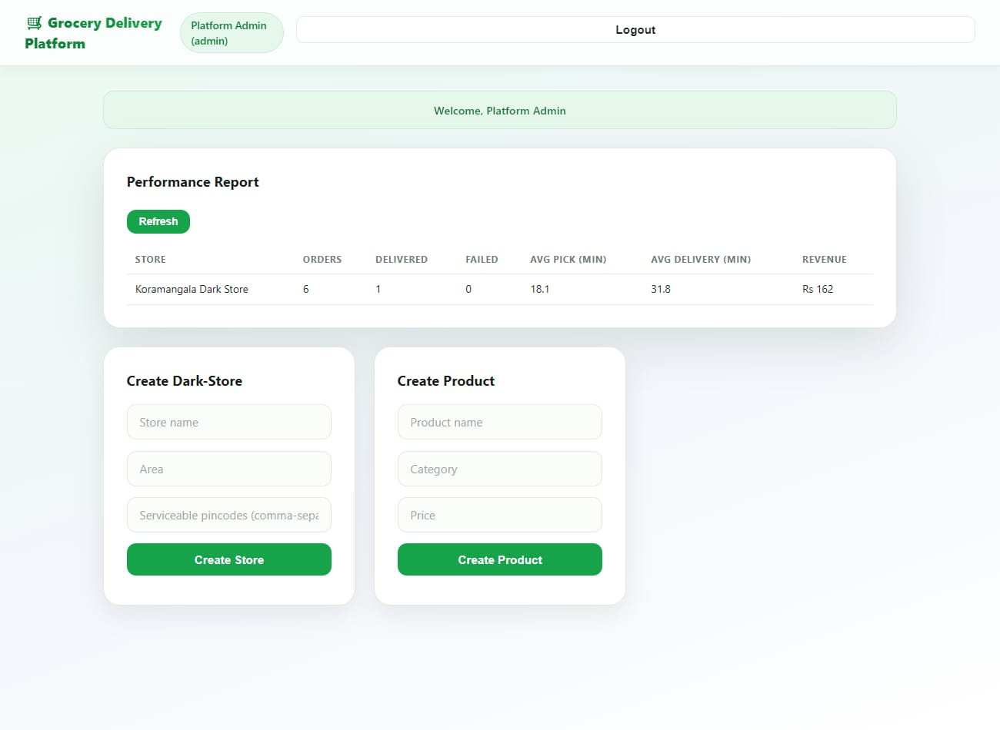 Grocery Delivery
Platform
Platform Admin
(admin)
Logout
Welcome, Platform Admin
Performance Report
Refresh
STORE ORDERS DELIVERED FAILED AVG PICK (MIN) AVG DELIVERY (MIN) REVENUE
Koramangala Dark Store 6 1 0 18.1 31.8 Rs 162
Create Dark-Store
Store name
Area
Serviceable pincodes (comma-sepa
Create Store
Create Product
Product name
Category
Price
Create Product